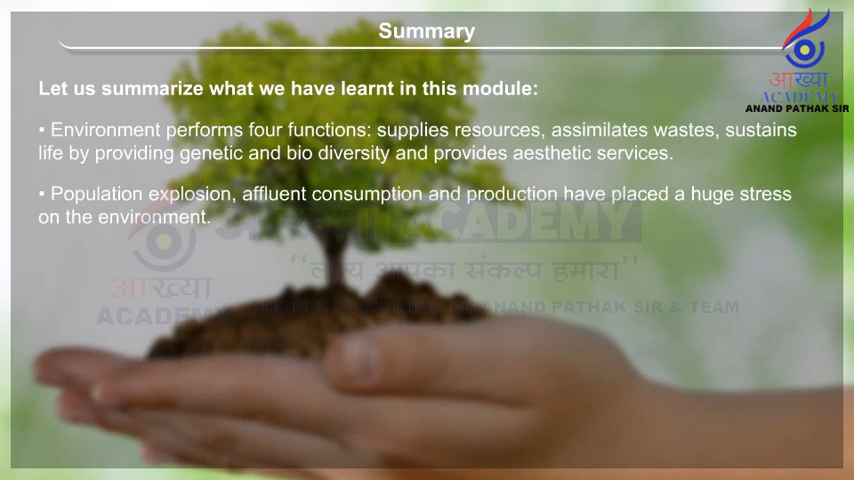 Summary
आख्या
ACADEMY
ANAND PATHAK SIR
Let us summarize what we have learnt in this module:
• Environment performs four functions: supplies resources, assimilates wastes, sustains
life by providing genetic and bio diversity and provides aesthetic services.
• Population explosion, affluent consumption and production have placed a huge stress
on the environment.
ACADEMY
‘‘लक्ष्य आपका संकल्प हमारा’’
आख्या
ACADEMY
ANAND PATHAK SIR & TEAM